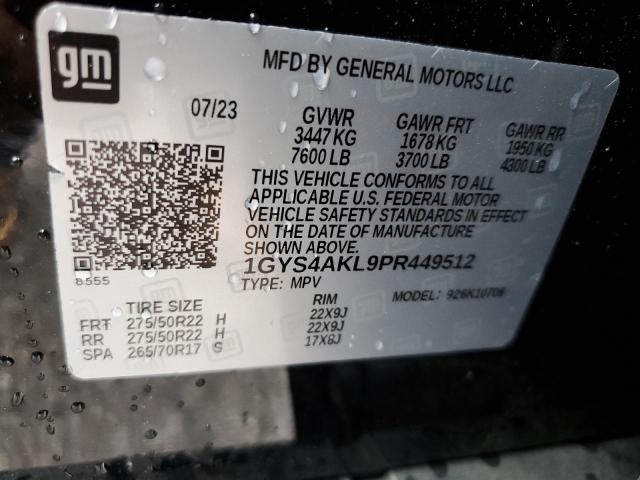 gm
MFD BY GENERAL MOTORS LLC
07/23
GVWR GAWR FRT GAWR RR
3447 KG 1678 KG 1950 KG
7600 LB 3700 LB 4300 LB
THIS VEHICLE CONFORMS TO ALL
APPLICABLE U.S. FEDERAL MOTOR
VEHICLE SAFETY STANDARDS IN EFFECT
ON THE DATE OF MANUFACTURE
SHOWN ABOVE.
1GYS4AKL9PR449512
8555
TYPE: MPV MODEL: 926K10706
TIRE SIZE RIM
FRT 275/50R22 H 22X9J
RR 275/50R22 H 22X9J
SPA 265/70R17 S 17X8J